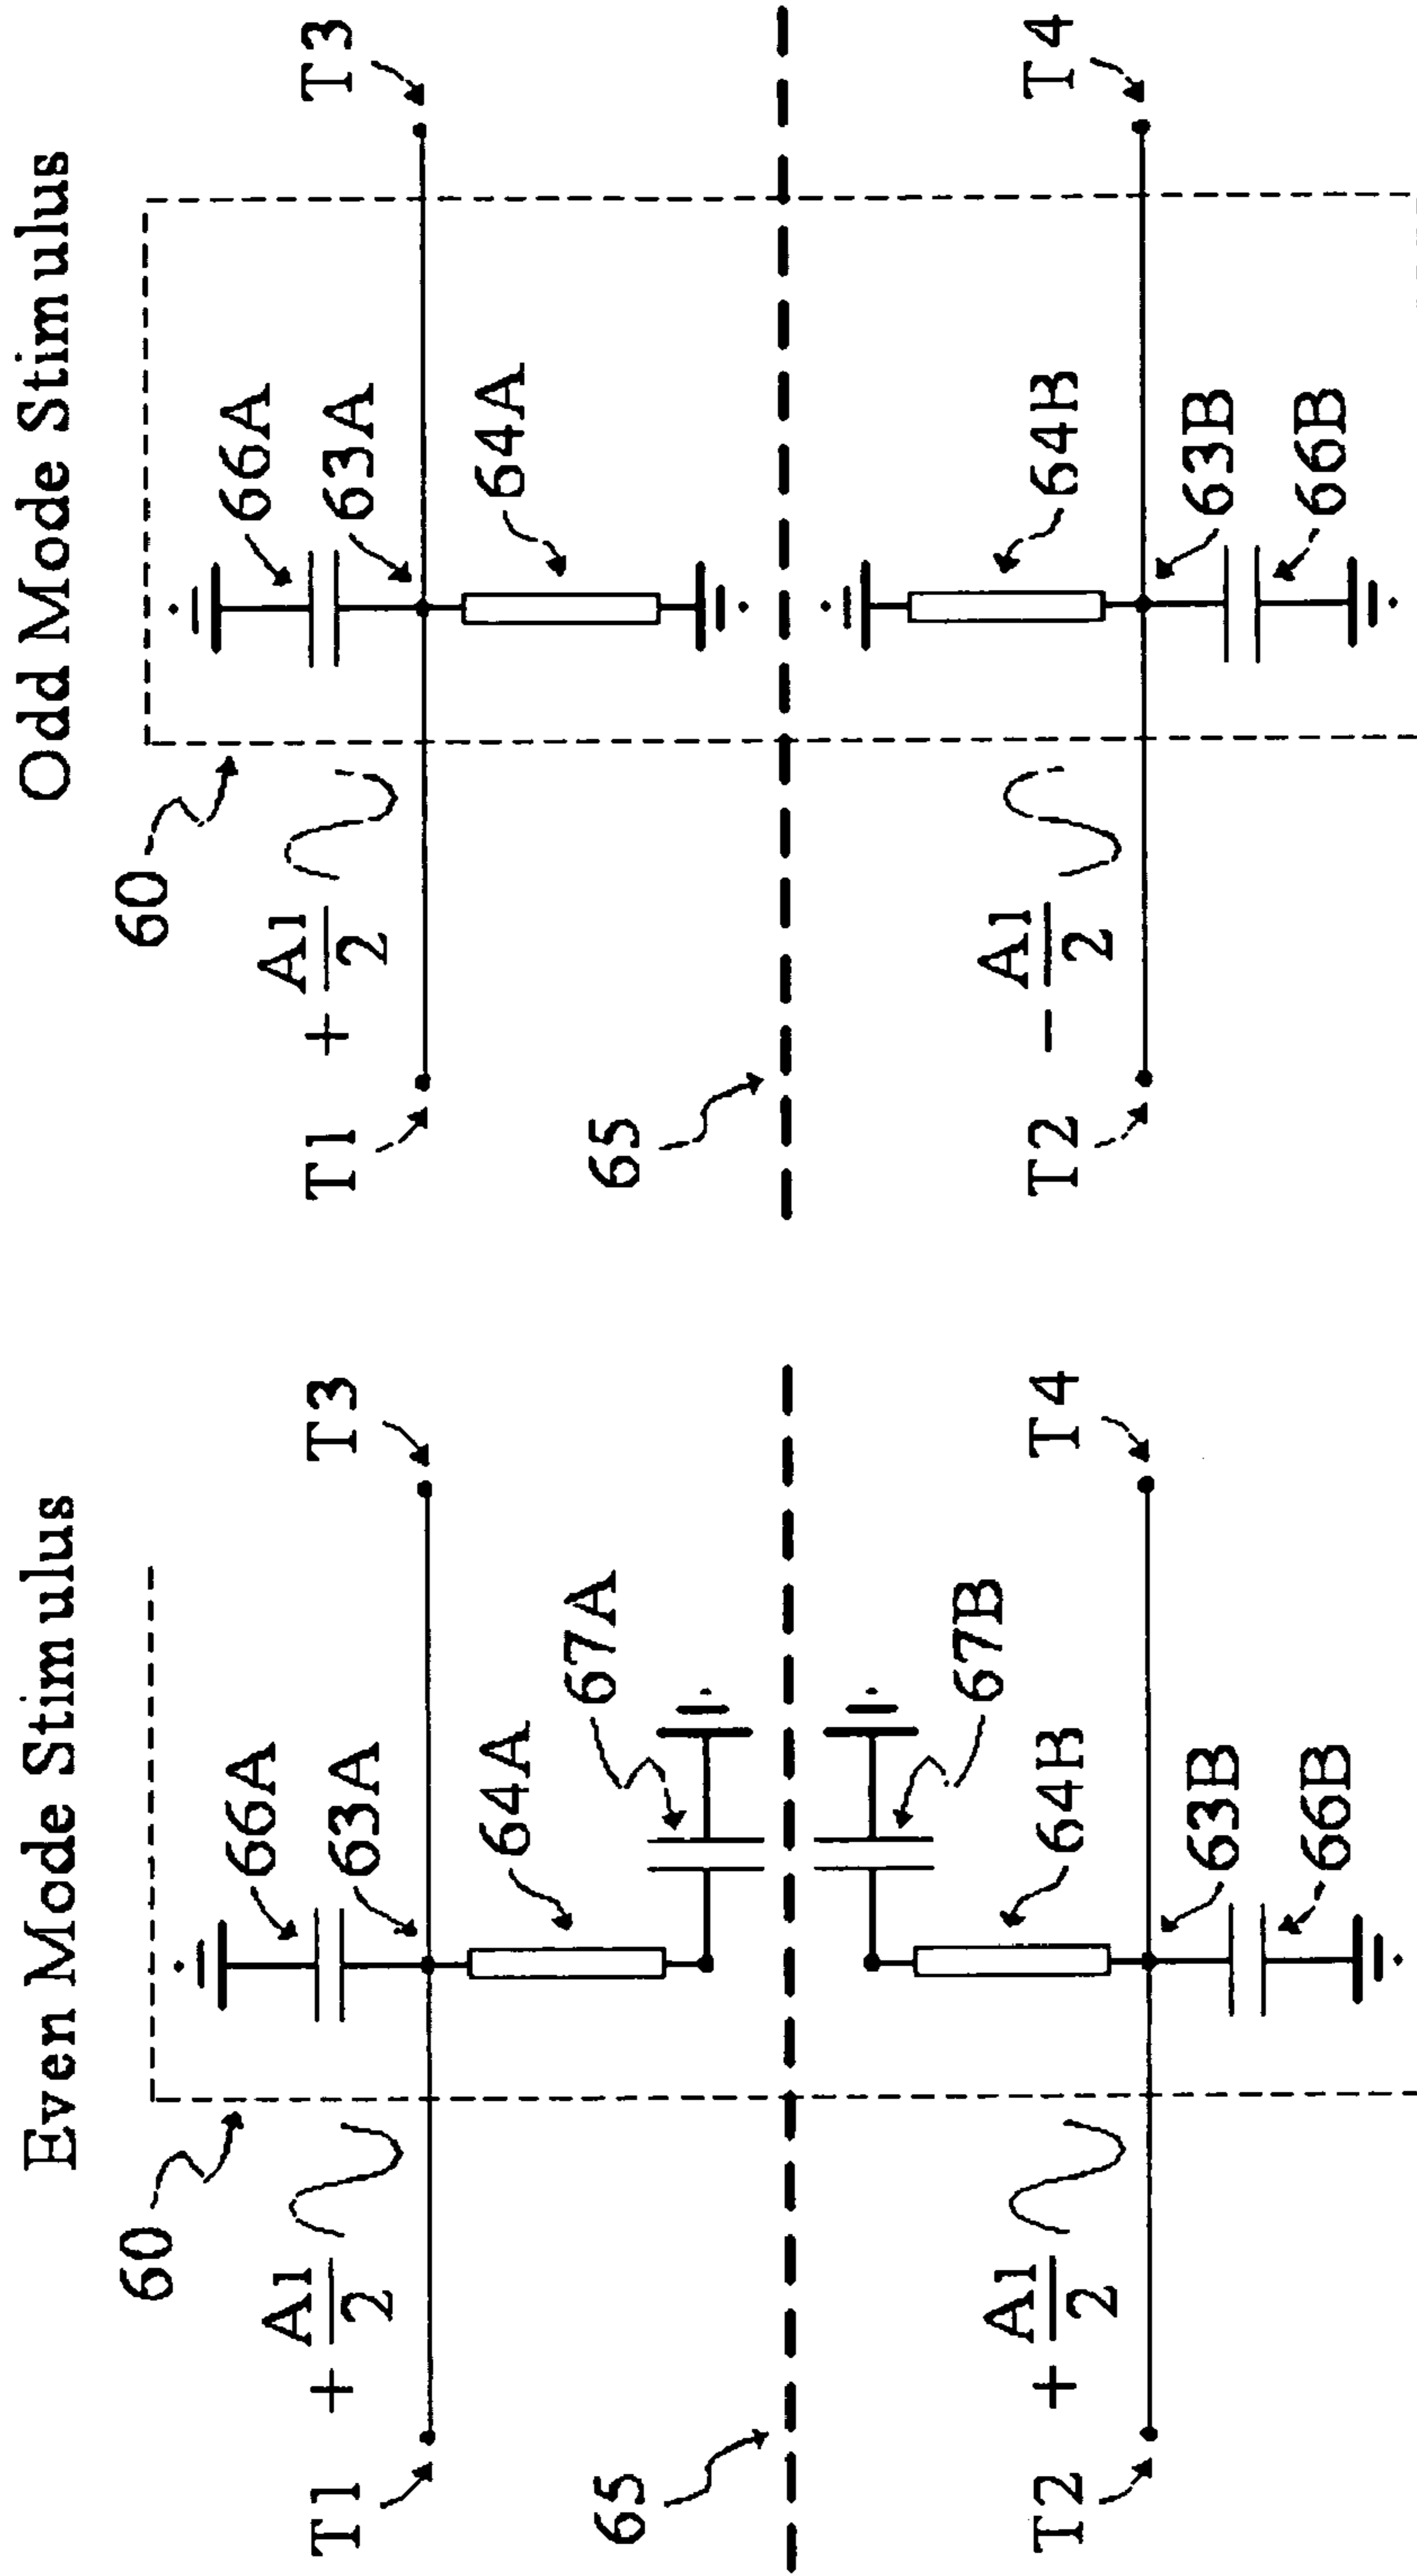 Even Mode Stimulus
60
66A
63A
T1
+ A1/2
T3
64A
67A
65
67B
64B
T2
+ A1/2
T4
63B
66B
Odd Mode Stimulus
60
66A
63A
T1
+ A1/2
T3
64A
65
64B
T2
− A1/2
T4
63B
66B